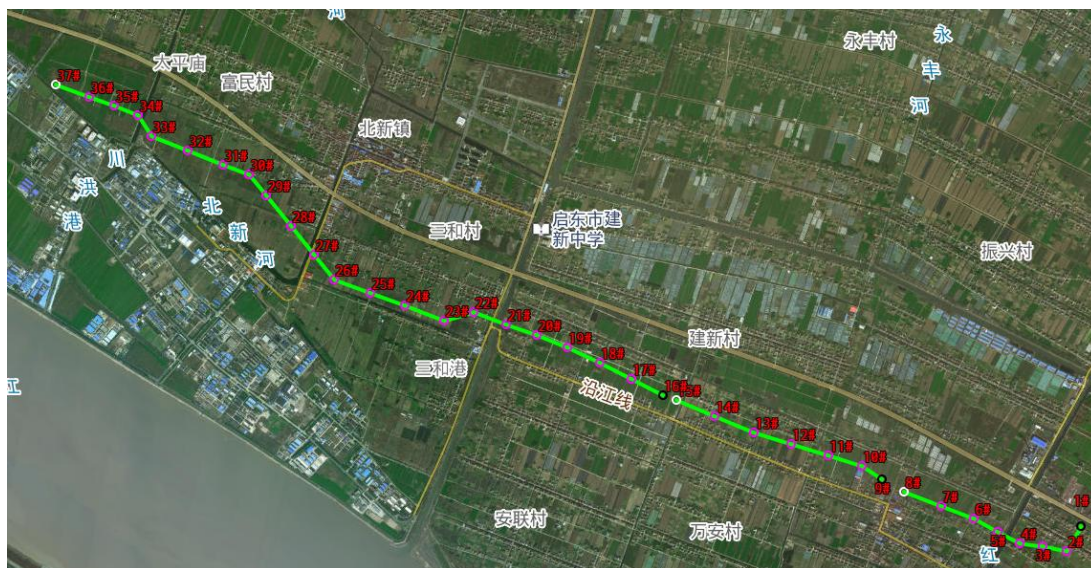 河
永丰村
永
丰
河
太平庙
富民村
37#
36#
35#
34#
33#
32#
31#
30#
29#
28#
27#
26#
25#
24#
23#
22#
21#
20#
19#
18#
17#
16#
14#
13#
12#
11#
10#
9#
8#
7#
6#
5#
4#
3#
2#
1#
北新镇
川
洪
港
北
新
河
三和村
启东市建
新中学
振兴村
建新村
三和港
沿江线
江
安联村
万安村
红